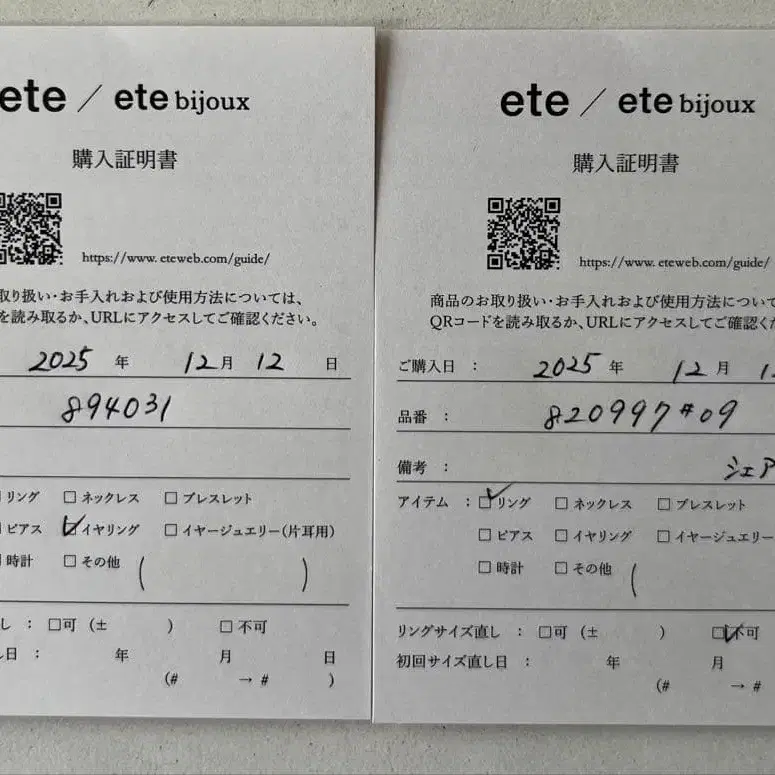 ete / ete bijoux
購入証明書
https://www.eteweb.com/guide/
取り扱い・お手入れおよび使用方法については、
を読み取るか、URLにアクセスしてご確認ください。
2025 年 12月 12 日
894031
リング □ ネックレス □ ブレスレット
ピアス ☑ イヤリング □ イヤージュエリー(片耳用)
時計 □ その他 ( )
し : □可 (± ) □ 不可
し日 : 年 月 日
(# → # )
ete / ete bijoux
購入証明書
https://www.eteweb.com/guide/
商品のお取り扱い・お手入れおよび使用方法につい
QRコードを読み取るか、URLにアクセスしてご確認くだ
ご購入日 : 2025 年 12 月
品番 : 820997#09
備考 : シェア
アイテム : ☑ リング □ ネックレス □ ブレスレット
□ ピアス □ イヤリング □ イヤージュエリー
□ 時計 □ その他 (
リングサイズ直し : □可 (± ) ☑不可
初回サイズ直し日 : 年 月
(# → #